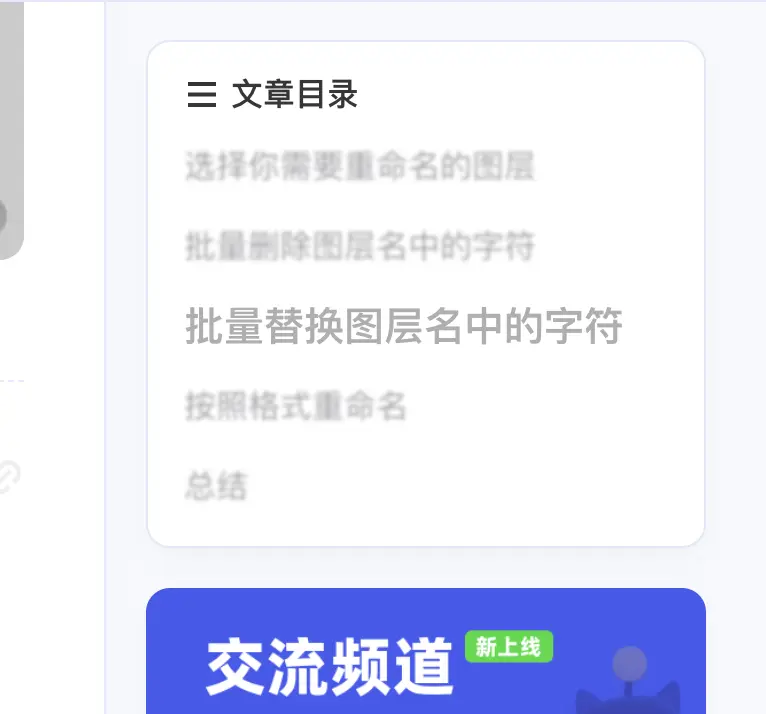 文章目录
选择你需要重命名的图层
批量删除图层名中的字符
批量替换图层名中的字符
按照格式重命名
总结
交流频道 新上线